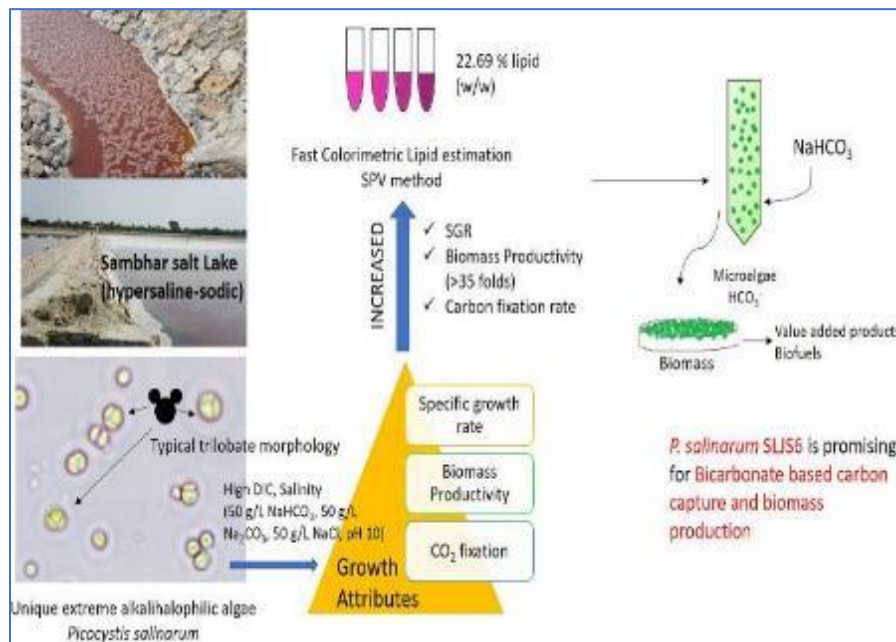 Sambhar salt Lake
(hypersaline-sodic)
Typical trilobate morphology
Unique extreme alkalihalophilic algae
Picocystis salinarum
High DIC, Salinity
(50 g/L NaHCO3, 50 g/L
Na2CO3, 50 g/L NaCl, pH 10)
Growth
Attributes
Specific growth
rate
Biomass
Productivity
CO2 fixation
INCREASED
✓ SGR
✓ Biomass Productivity
(>35 folds)
✓ Carbon fixation rate
Fast Colorimetric Lipid estimation
SPV method
22.69 % lipid
(w/w)
NaHCO3
Microalgae
HCO3-
Biomass
Value added product
Biofuels
P. salinarum SLJS6 is promising
for Bicarbonate based carbon
capture and biomass
production